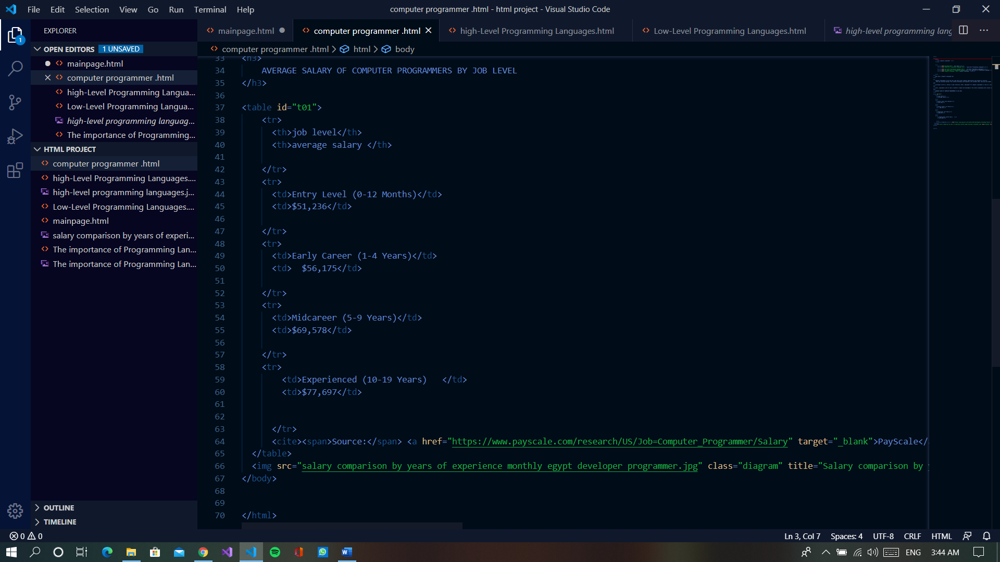 File Edit Selection View Go Run Terminal Help
computer programmer .html - html project - Visual Studio Code
EXPLORER
mainpage.html
computer programmer .html
high-Level Programming Languages.html
Low-Level Programming Languages.html
high-level programming lang
OPEN EDITORS 1 UNSAVED
mainpage.html
computer programmer .html
high-Level Programming Langua...
Low-Level Programming Langua...
high-level programming languag...
The importance of Programming...
HTML PROJECT
computer programmer .html
high-Level Programming Languages....
high-level programming languages.j...
Low-Level Programming Languages....
mainpage.html
salary comparison by years of experi...
The importance of Programming Lan...
The importance of Programming Lan...
OUTLINE
TIMELINE
1
computer programmer .html > html > body
33 <h3>
34 AVERAGE SALARY OF COMPUTER PROGRAMMERS BY JOB LEVEL
35 </h3>
36
37 <table id="t01">
38 <tr>
39 <th>job level</th>
40 <th>average salary </th>
41
42 </tr>
43 <tr>
44 <td>Entry Level (0-12 Months)</td>
45 <td>$51,236</td>
46
47 </tr>
48 <tr>
49 <td>Early Career (1-4 Years)</td>
50 <td>  $56,175</td>
51
52 </tr>
53 <tr>
54 <td>Midcareer (5-9 Years)</td>
55 <td>$69,578</td>
56
57 </tr>
58 <tr>
59 <td>Experienced (10-19 Years)   </td>
60 <td>$77,697</td>
61
62
63 </tr>
64 <cite><span>Source:</span> <a href="https://www.payscale.com/research/US/Job=Computer_Programmer/Salary" target="_blank">PayScale</
65 </table>
66 <img src="salary comparison by years of experience monthly egypt developer programmer.jpg" class="diagram" title="Salary comparison by
67 </body>
68
69
70 </html>
0 0
Ln 3, Col 7 Spaces: 4 UTF-8 CRLF HTML
ENG 3:44 AM